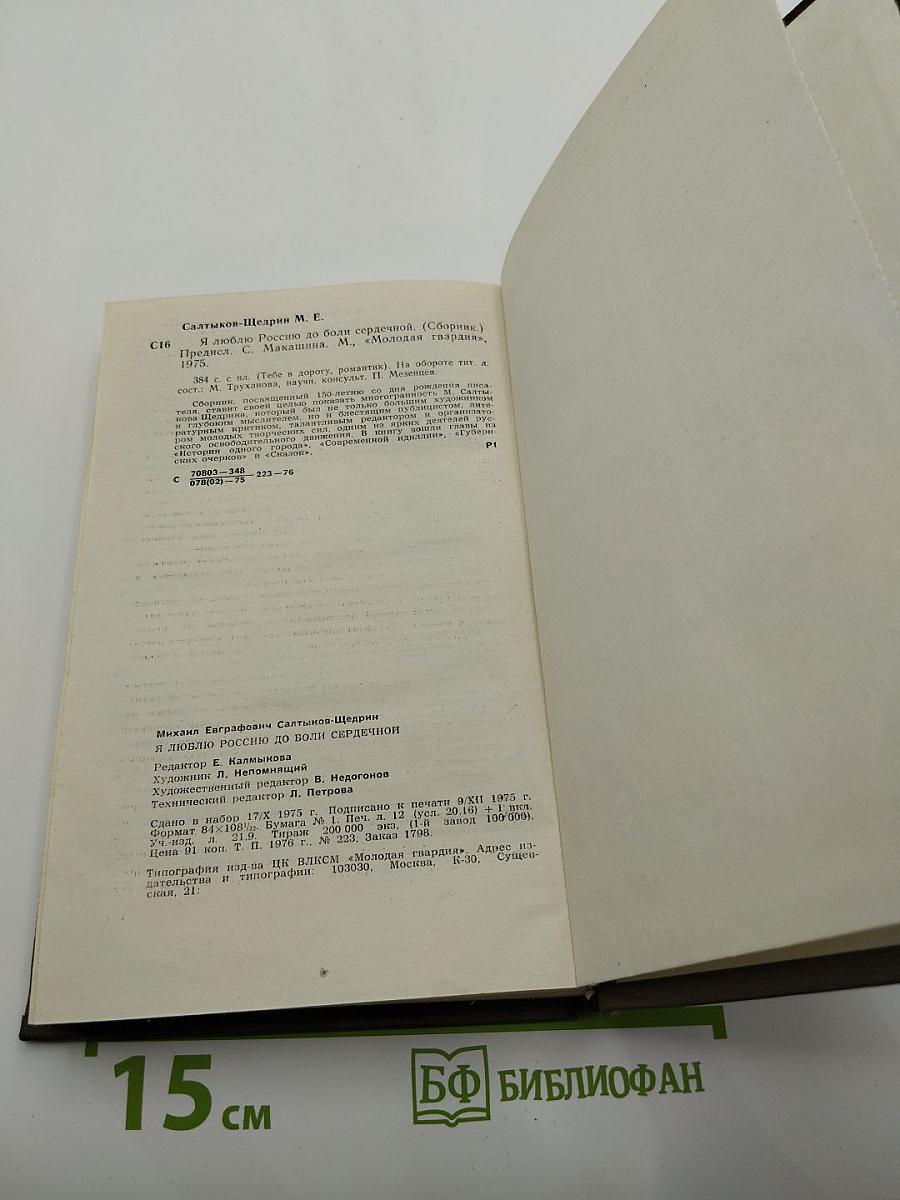 Салтыков-Щедрин М. Е.
С16 Я люблю Россию до боли сердечной. (Сборник.)
Предисл. С. Макашина. М., «Молодая гвардия»,
1975.
384 с. с ил. (Тебе в дорогу, романтик). На обороте тит. л.
сост.: М. Труханова, научн. консульт. П. Мезенцев.
Сборник, посвященный 150-летию со дня рождения писа-
теля, ставит своей целью показать многогранность М. Салты-
кова-Щедрина, который был не только большим художником
и глубоким мыслителем, но и блестящим публицистом, лите-
ратурным критиком, талантливым редактором и организато-
ром молодых творческих сил, одним из ярких деятелей рус-
ского освободительного движения. В книгу вошли главы из
«Истории одного города», «Современной идиллии», «Губерн-
ских очерков» и «Сказок».
Р1
С 70803—348
078(02)—75 223—76
Михаил Евграфович Салтыков-Щедрин
Я ЛЮБЛЮ РОССИЮ ДО БОЛИ СЕРДЕЧНОЙ
Редактор Е. Калмыкова
Художник Л. Непомнящий
Художественный редактор В. Недогонов
Технический редактор Л. Петрова
Сдано в набор 17/X 1975 г. Подписано к печати 9/XII 1975 г.
Формат 84×108 1/32. Бумага № 1. Печ. л. 12 (усл. 20,16) + 1 вкл.
Уч.-изд. л. 21,9. Тираж 200 000 экз. (1-й завод 100 000).
Цена 91 коп. Т. П. 1976 г., № 223. Заказ 1798.
Типография изд-ва ЦК ВЛКСМ «Молодая гвардия». Адрес из-
дательства и типографии: 103030, Москва, К-30, Сущев-
ская, 21.
15 см
БФ БИБЛИОФАН